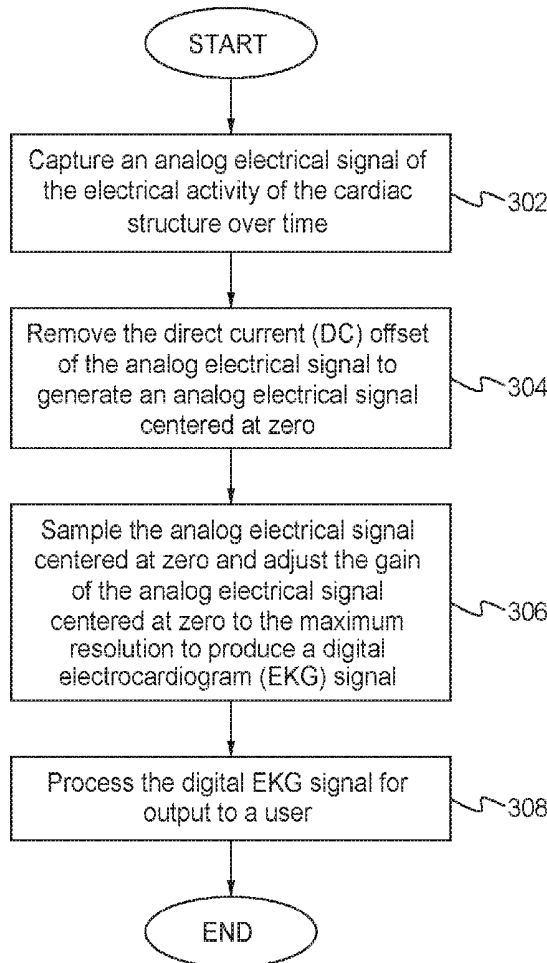 START
Capture an analog electrical signal of
the electrical activity of the cardiac
structure over time
302
Remove the direct current (DC) offset
of the analog electrical signal to
generate an analog electrical signal
centered at zero
304
Sample the analog electrical signal
centered at zero and adjust the gain
of the analog electrical signal
centered at zero to the maximum
resolution to produce a digital
electrocardiogram (EKG) signal
306
Process the digital EKG signal for
output to a user
308
END